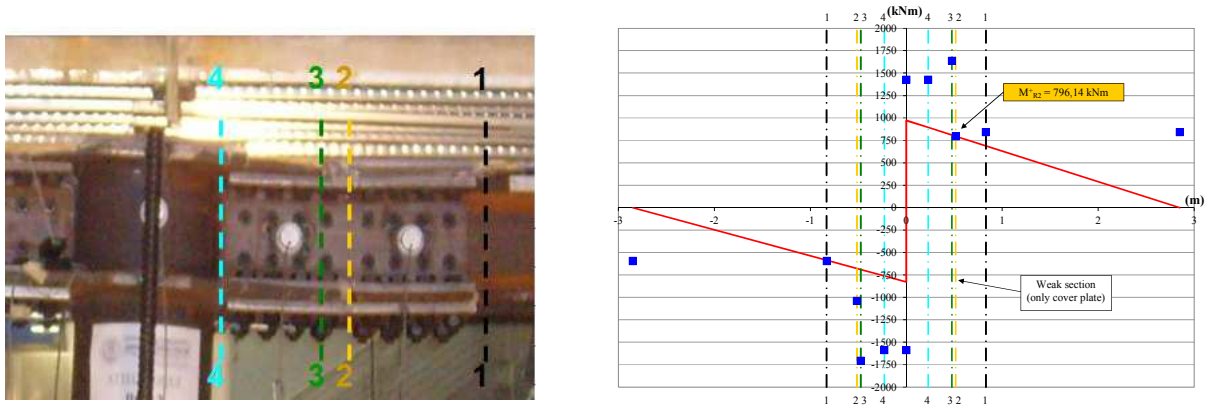 4 3 2 1
4 3 2 1
(kNm)
1 2 3 4 4 3 2 1
2000
1750
1500
1250
1000
750
500
250
0
-250
-500
-750
-1000
-1250
-1500
-1750
-2000
-3 -2 -1 0 1 2 3
(m)
M+R2 = 796,14 kNm
Weak section
(only cover plate)
1 2 3 4 4 3 2 1